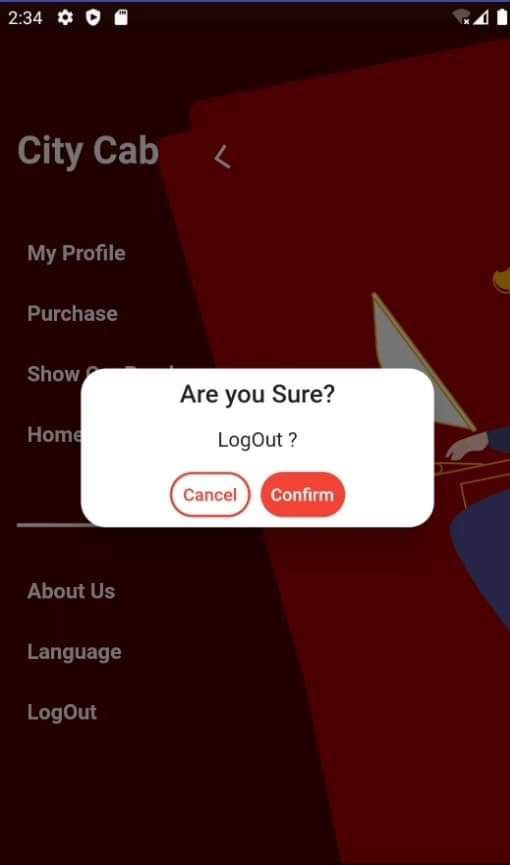 2:34
City Cab
My Profile
Purchase
Show
Home
Are you Sure?
LogOut ?
Cancel Confirm
About Us
Language
LogOut